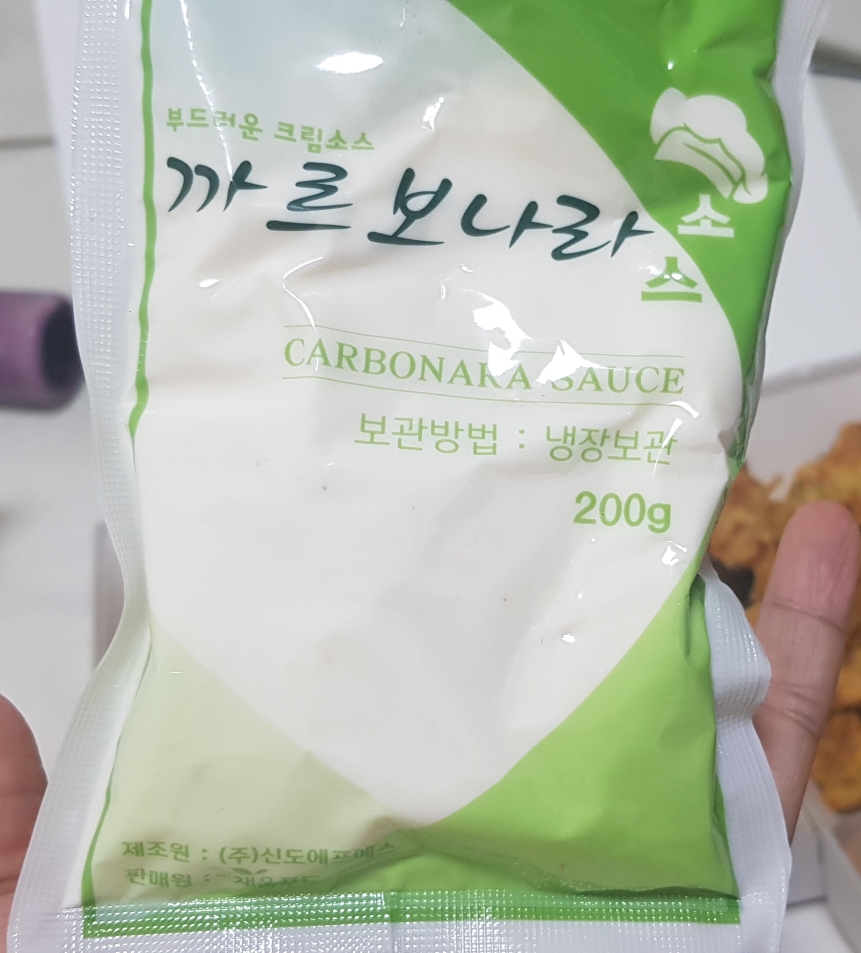 부드러운 크림소스
까르보나라
소스
CARBONARA SAUCE
보관방법 : 냉장보관
200g
제조원 : (주)신도에프에스
판매원 :